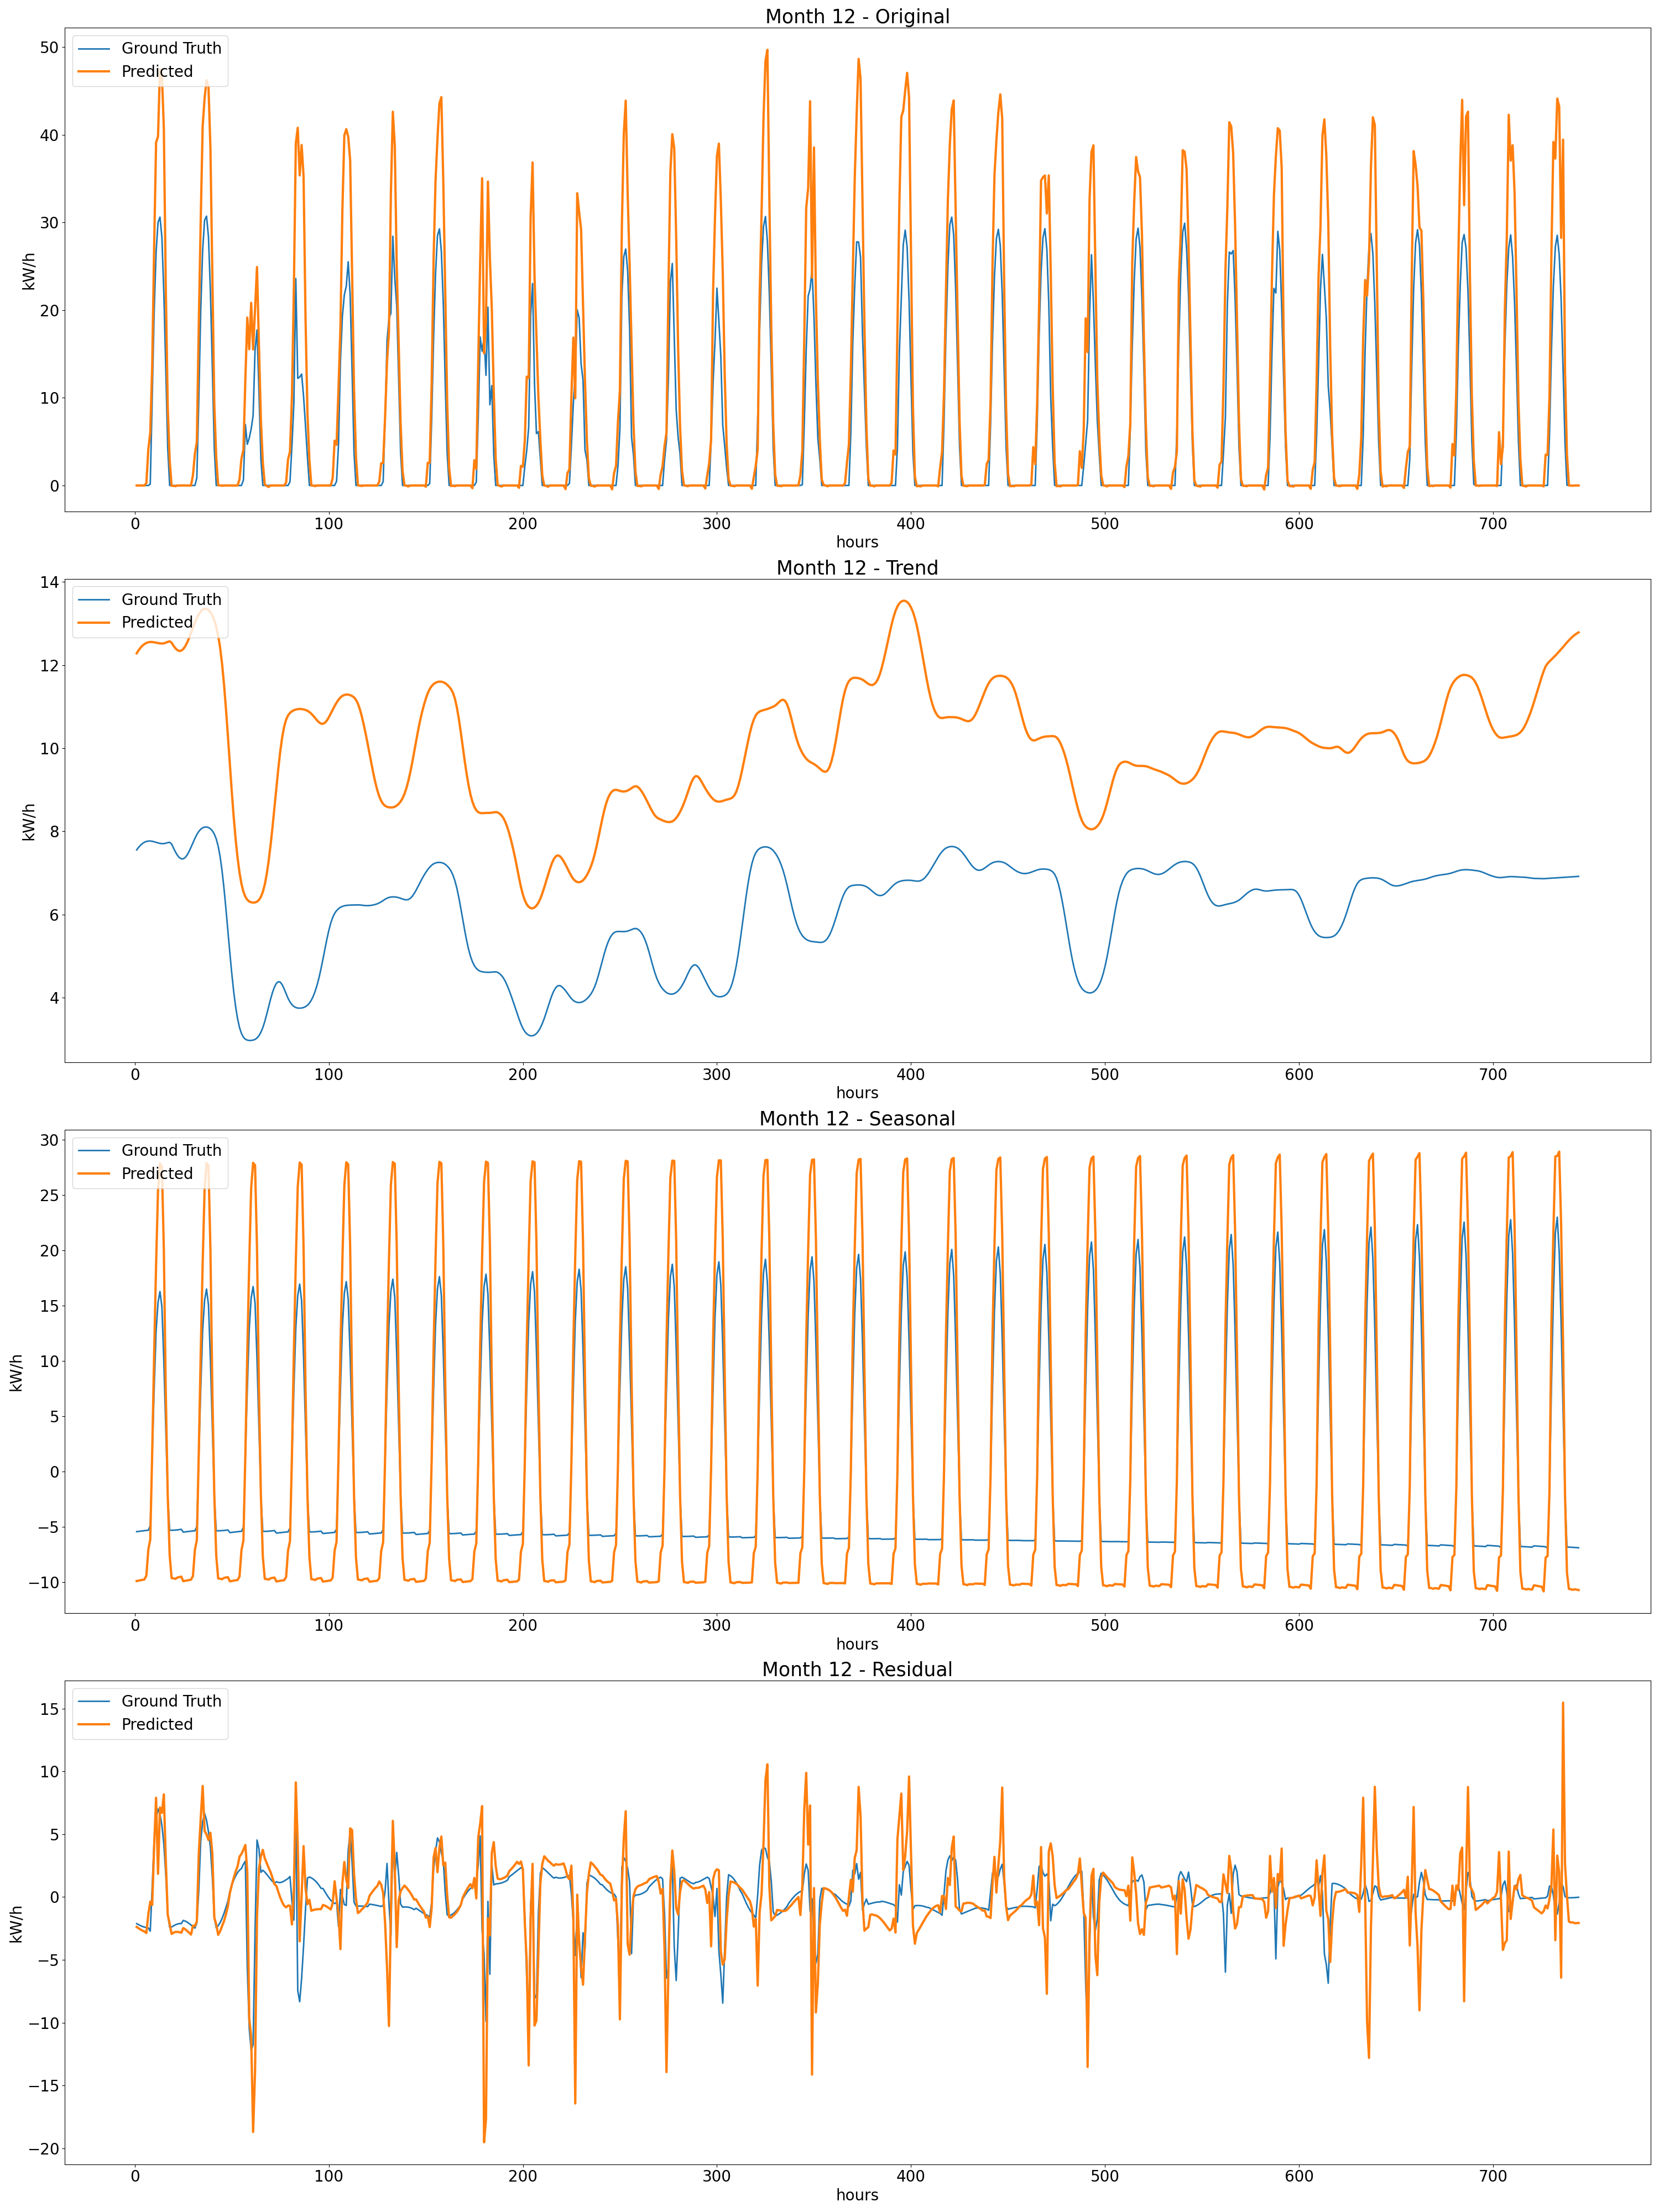 Month 12 - Original
Ground Truth
Predicted
kW/h
50
40
30
20
10
0
0 100 200 300 400 500 600 700
hours
Month 12 - Trend
Ground Truth
Predicted
kW/h
14
12
10
8
6
4
0 100 200 300 400 500 600 700
hours
Month 12 - Seasonal
Ground Truth
Predicted
kW/h
30
25
20
15
10
5
0
−5
−10
0 100 200 300 400 500 600 700
hours
Month 12 - Residual
Ground Truth
Predicted
kW/h
15
10
5
0
−5
−10
−15
−20
0 100 200 300 400 500 600 700
hours